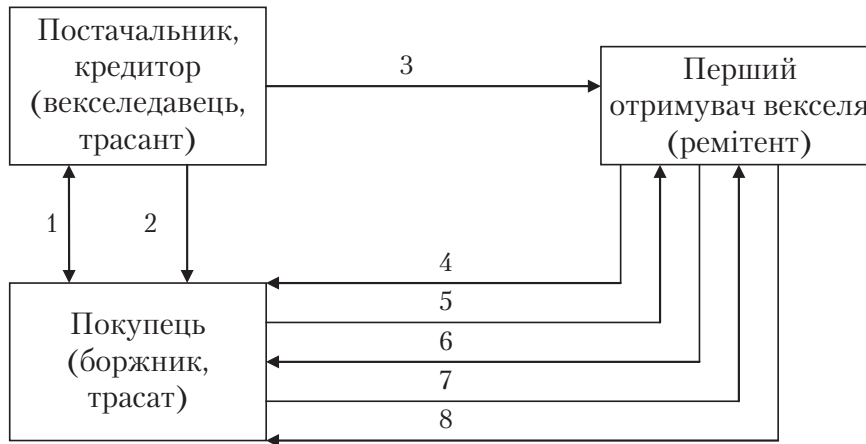 Постачальник,
кредитор
(векселедавець,
трасант)
3
Перший
отримувач векселя
(ремітент)
1
2
4
5
6
7
8
Покупець
(боржник,
трасат)